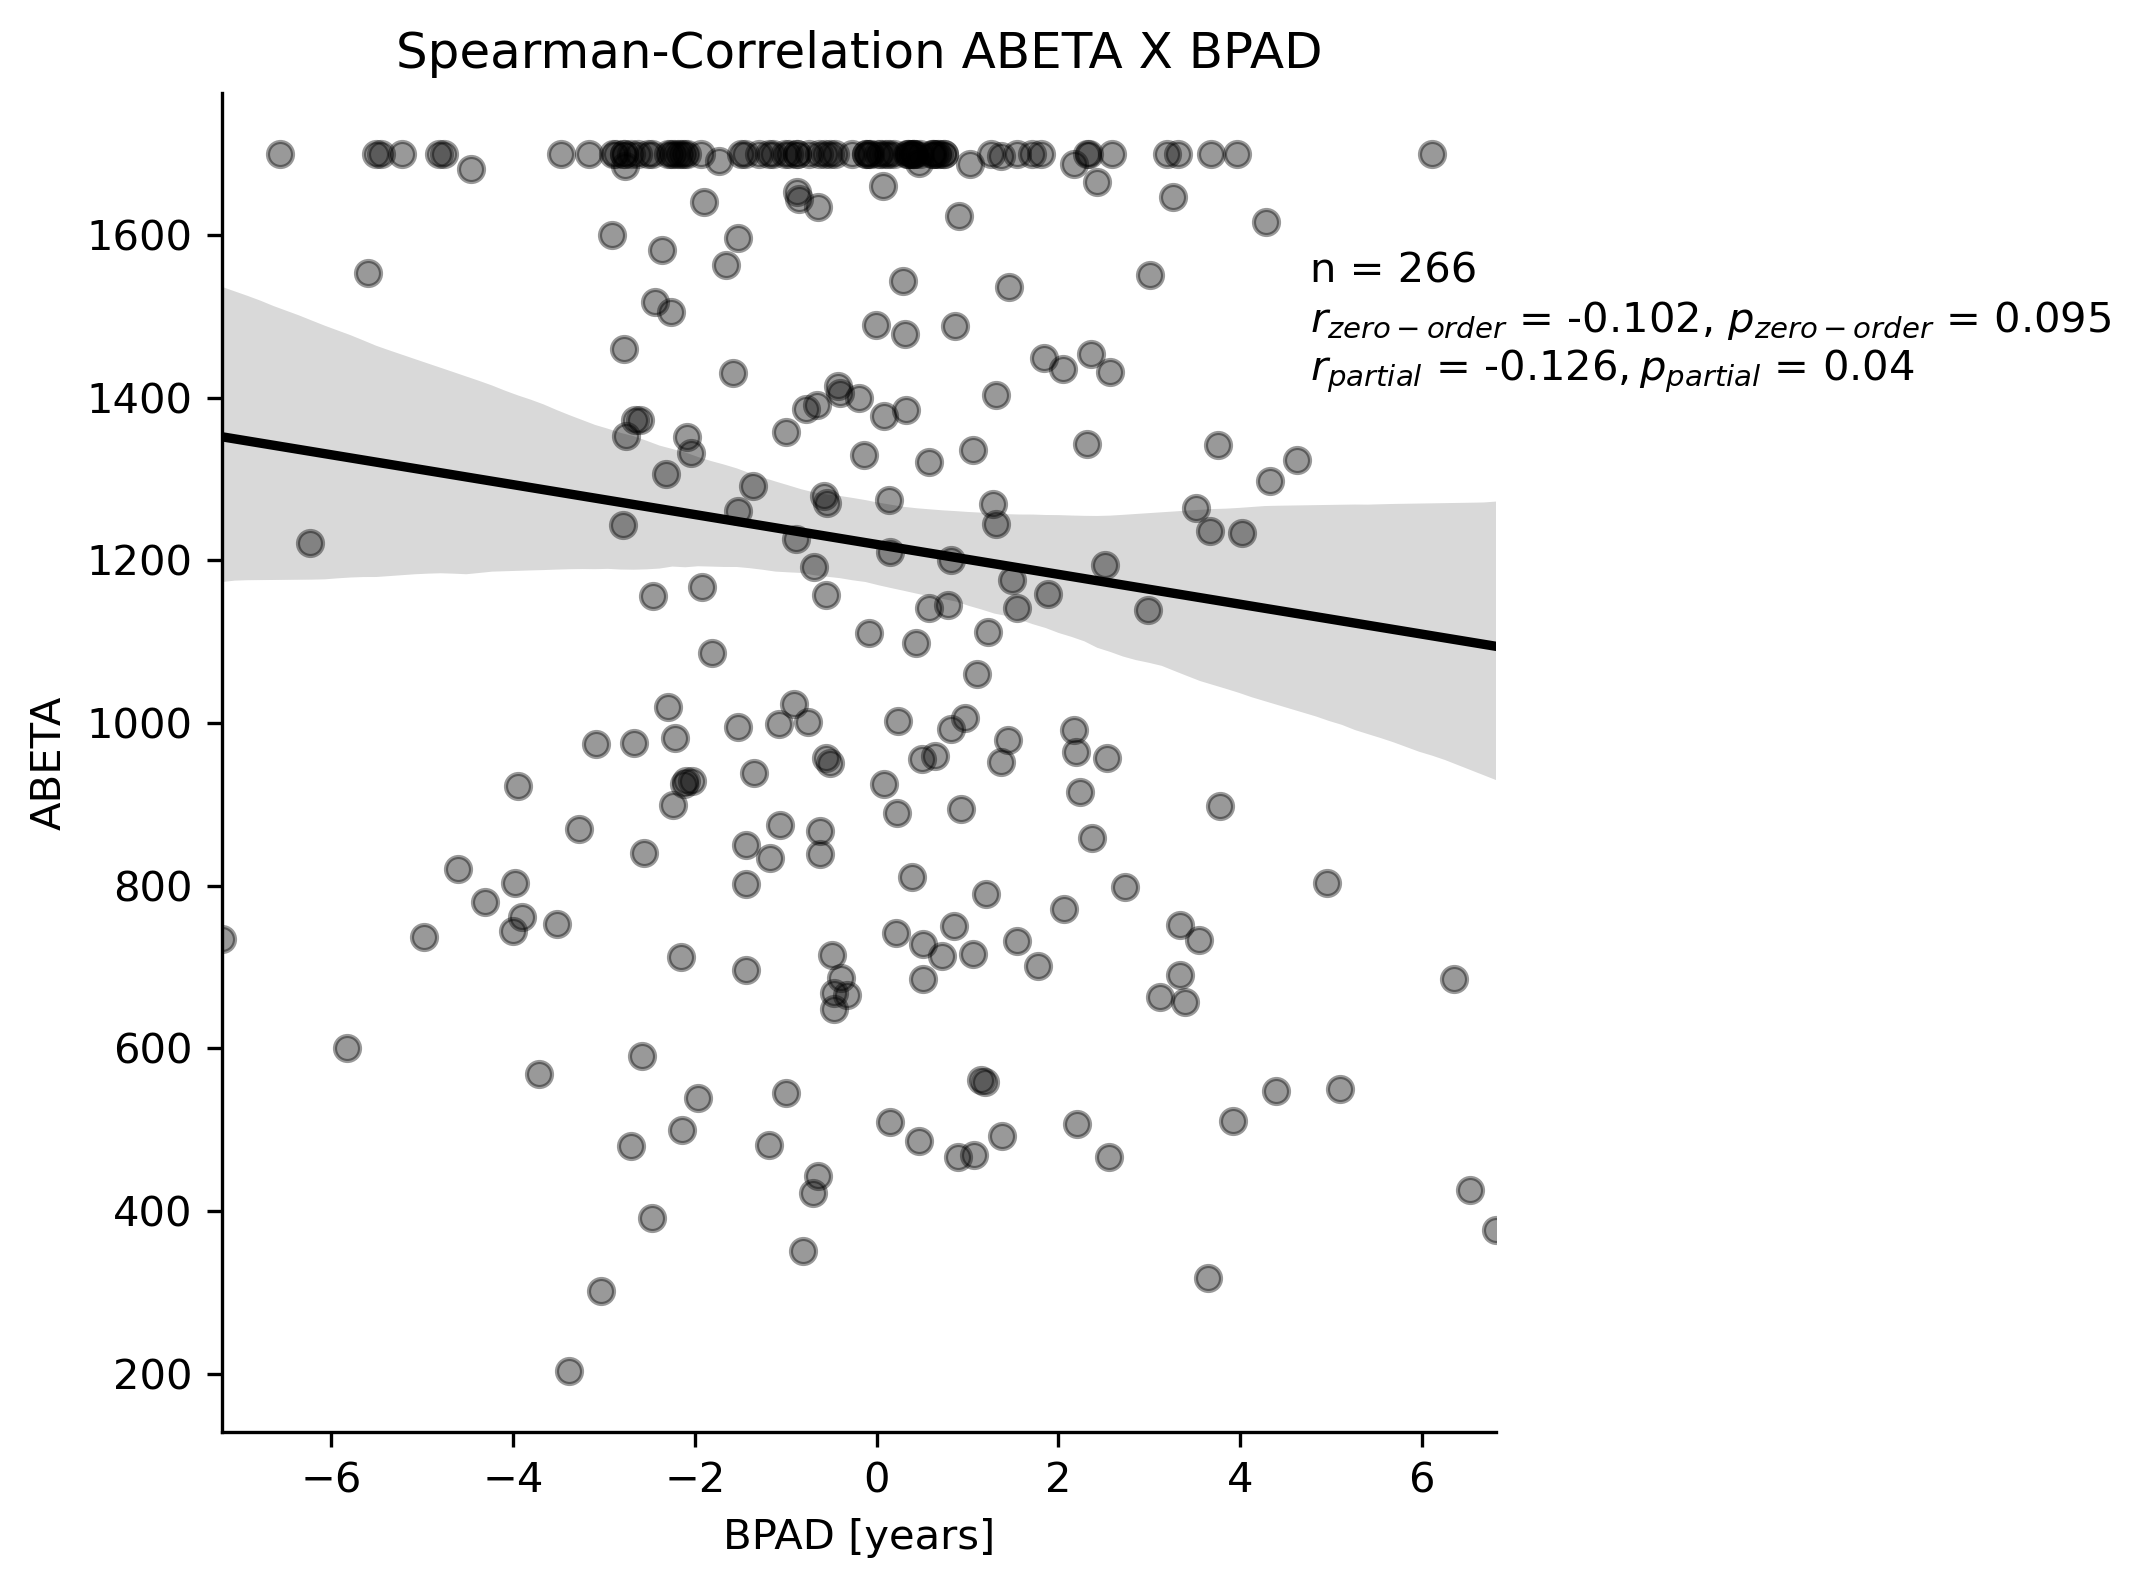 Spearman-Correlation ABETA X BPAD
n = 266
r_zero−order = -0.102, p_zero−order = 0.095
r_partial = -0.126, p_partial = 0.04
ABETA
1600
1400
1200
1000
800
600
400
200
−6 −4 −2 0 2 4 6
BPAD [years]